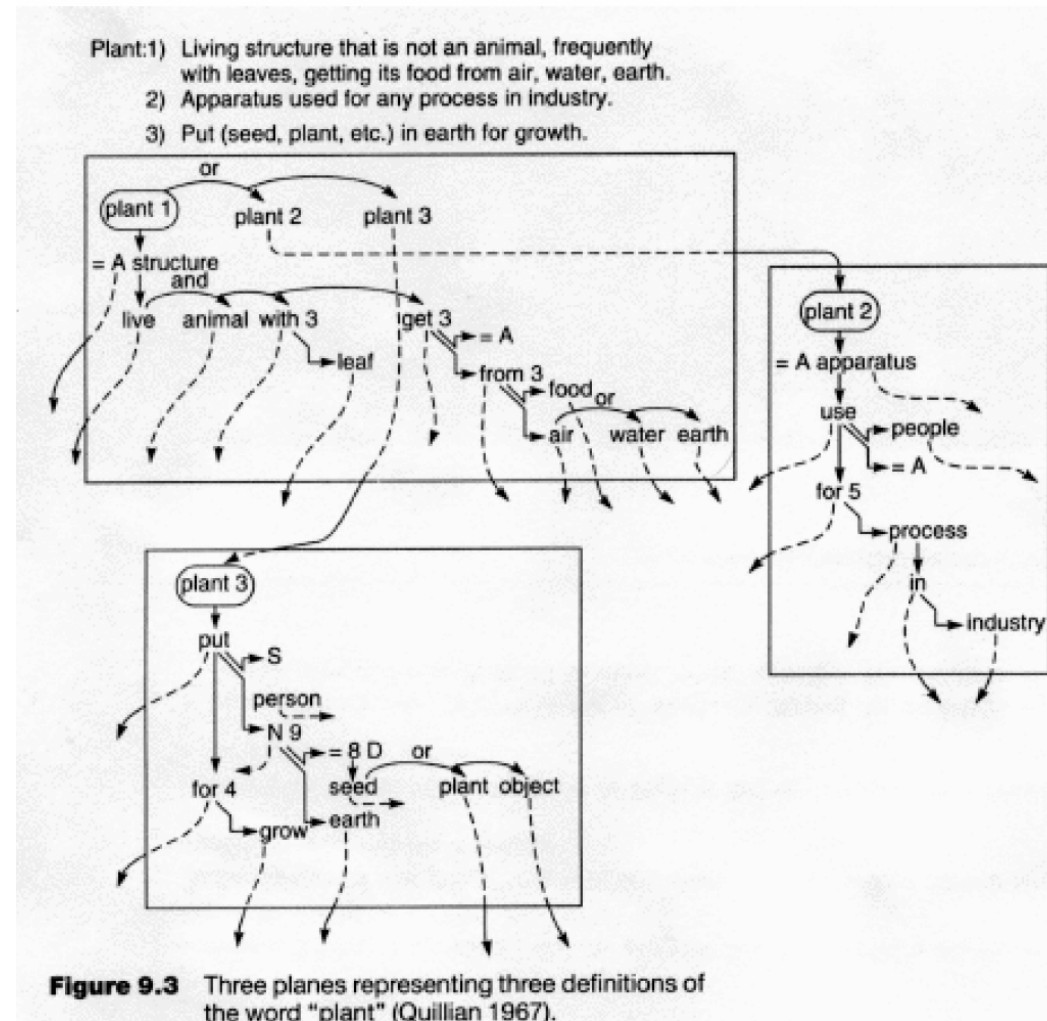 Plant:1) Living structure that is not an animal, frequently
with leaves, getting its food from air, water, earth.
2) Apparatus used for any process in industry.
3) Put (seed, plant, etc.) in earth for growth.
or
plant 1 plant 2 plant 3
= A structure
and
live animal with 3 get 3
= A
leaf
from 3
food
or
air water earth
plant 2
= A apparatus
use
people
= A
for 5
process
in
industry
plant 3
put
S
person
N 9
= 8 D or
for 4 seed plant object
grow earth
Figure 9.3 Three planes representing three definitions of
the word "plant" (Quillian 1967).